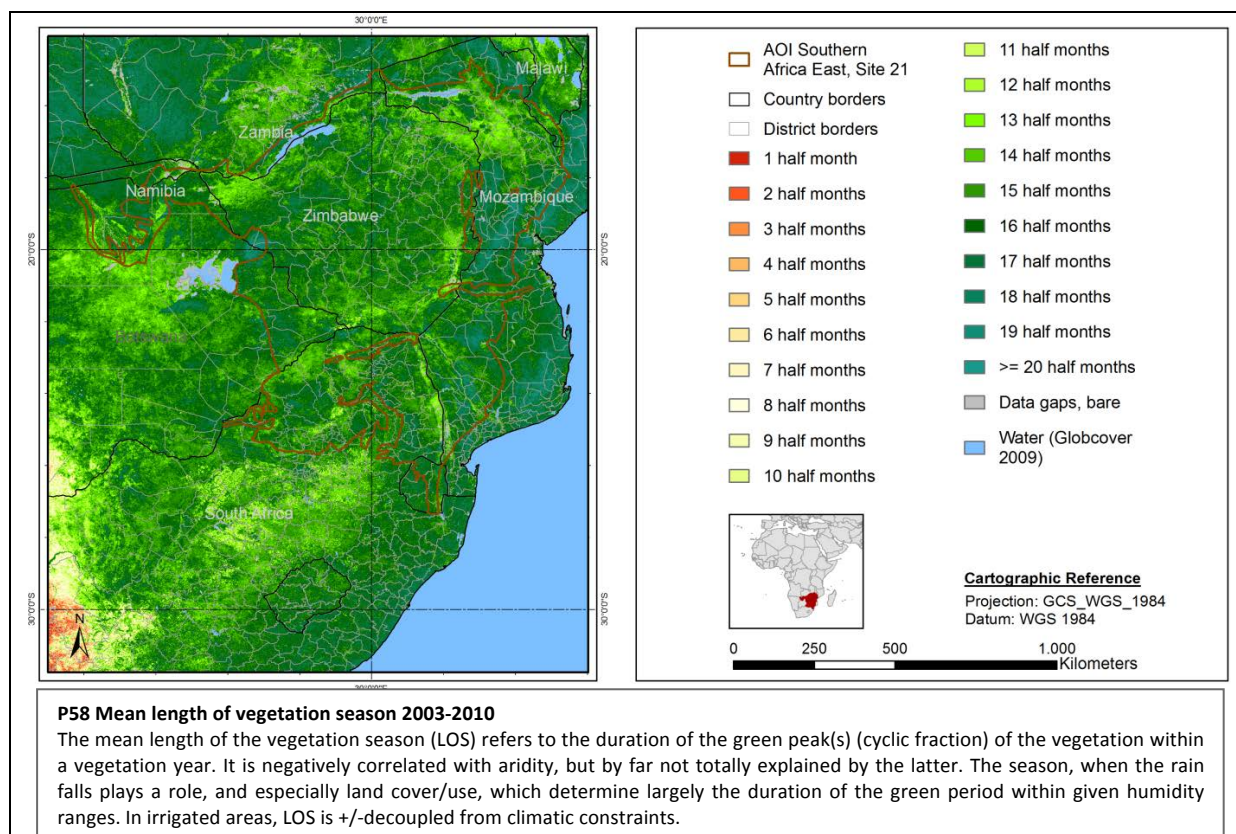 30°0'0"E
Malawi
Zambia
Namibia
Mozambique
Zimbabwe
20°0'0"S
20°0'0"S
South Africa
30°0'0"S
30°0'0"S
N
AOI Southern
Africa East, Site 21
Country borders
District borders
1 half month
2 half months
3 half months
4 half months
5 half months
6 half months
7 half months
8 half months
9 half months
10 half months
11 half months
12 half months
13 half months
14 half months
15 half months
16 half months
17 half months
18 half months
19 half months
>= 20 half months
Data gaps, bare
Water (Globcover
2009)
Cartographic Reference
Projection: GCS_WGS_1984
Datum: WGS 1984
0 250 500 1.000
Kilometers
P58 Mean length of vegetation season 2003-2010
The mean length of the vegetation season (LOS) refers to the duration of the green peak(s) (cyclic fraction) of the vegetation within
a vegetation year. It is negatively correlated with aridity, but by far not totally explained by the latter. The season, when the rain
falls plays a role, and especially land cover/use, which determine largely the duration of the green period within given humidity
ranges. In irrigated areas, LOS is +/-decoupled from climatic constraints.